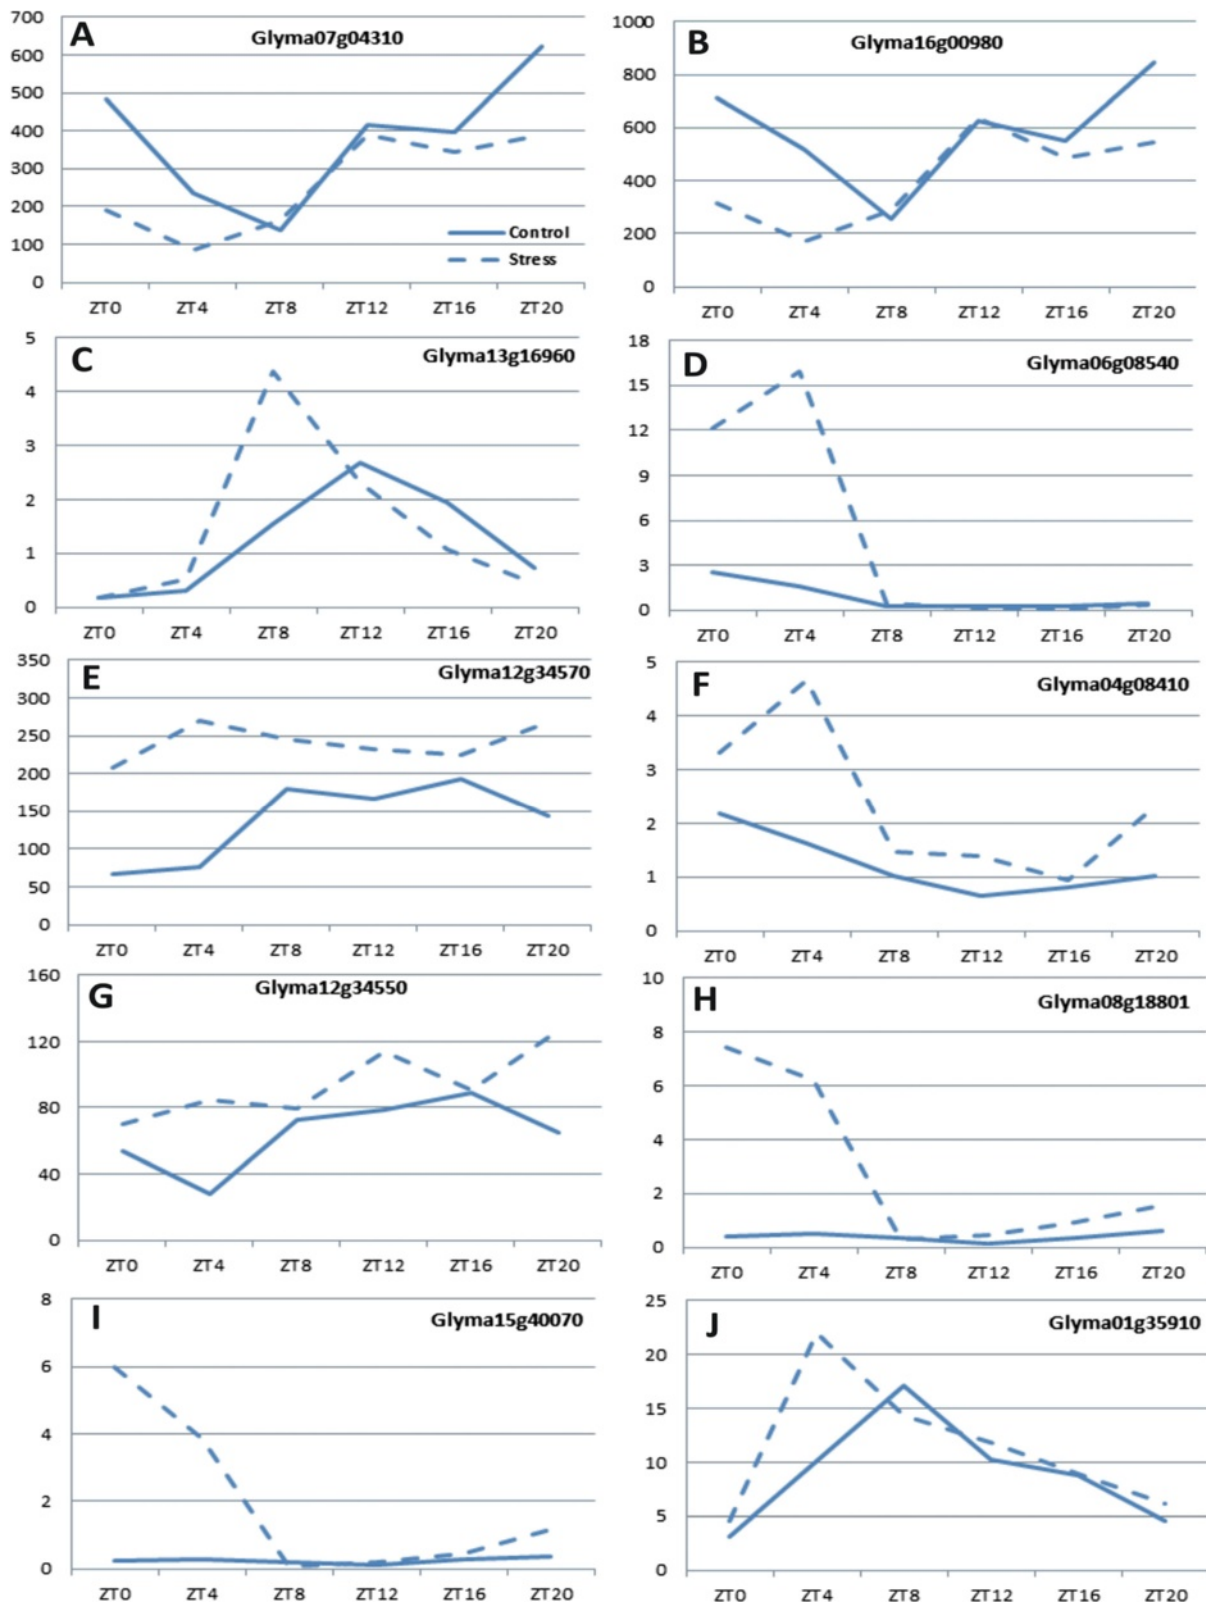 A
Glyma07g04310
700
600
500
400
300
200
100
0
Control
Stress
ZT0 ZT4 ZT8 ZT12 ZT16 ZT20
B
Glyma16g00980
1000
800
600
400
200
0
ZT0 ZT4 ZT8 ZT12 ZT16 ZT20
C
Glyma13g16960
5
4
3
2
1
0
ZT0 ZT4 ZT8 ZT12 ZT16 ZT20
D
Glyma06g08540
18
15
12
9
6
3
0
ZT0 ZT4 ZT8 ZT12 ZT16 ZT20
E
Glyma12g34570
350
300
250
200
150
100
50
0
ZT0 ZT4 ZT8 ZT12 ZT16 ZT20
F
Glyma04g08410
5
4
3
2
1
0
ZT0 ZT4 ZT8 ZT12 ZT16 ZT20
G
Glyma12g34550
160
120
80
40
0
ZT0 ZT4 ZT8 ZT12 ZT16 ZT20
H
Glyma08g18801
10
8
6
4
2
0
ZT0 ZT4 ZT8 ZT12 ZT16 ZT20
I
Glyma15g40070
8
6
4
2
0
ZT0 ZT4 ZT8 ZT12 ZT16 ZT20
J
Glyma01g35910
25
20
15
10
5
0
ZT0 ZT4 ZT8 ZT12 ZT16 ZT20